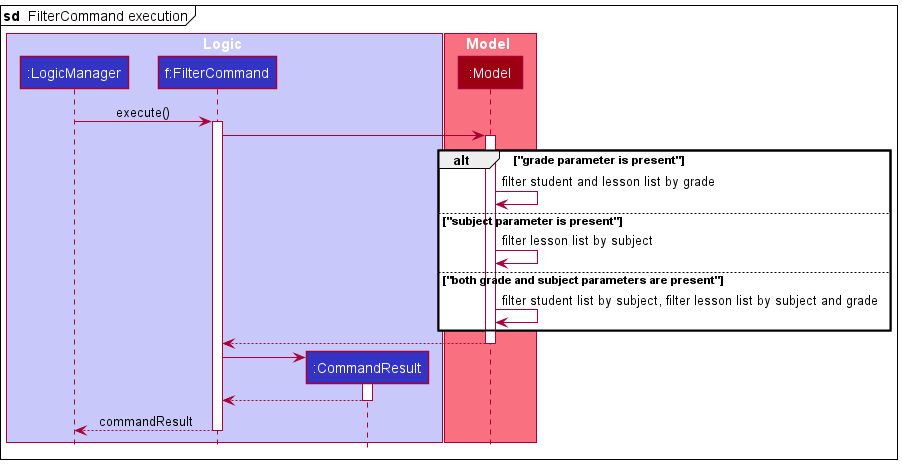 sd FilterCommand execution
Logic
Model
:LogicManager
f:FilterCommand
:Model
execute()
alt ["grade parameter is present"]
filter student and lesson list by grade
["subject parameter is present"]
filter lesson list by subject
["both grade and subject parameters are present"]
filter student list by subject, filter lesson list by subject and grade
:CommandResult
commandResult